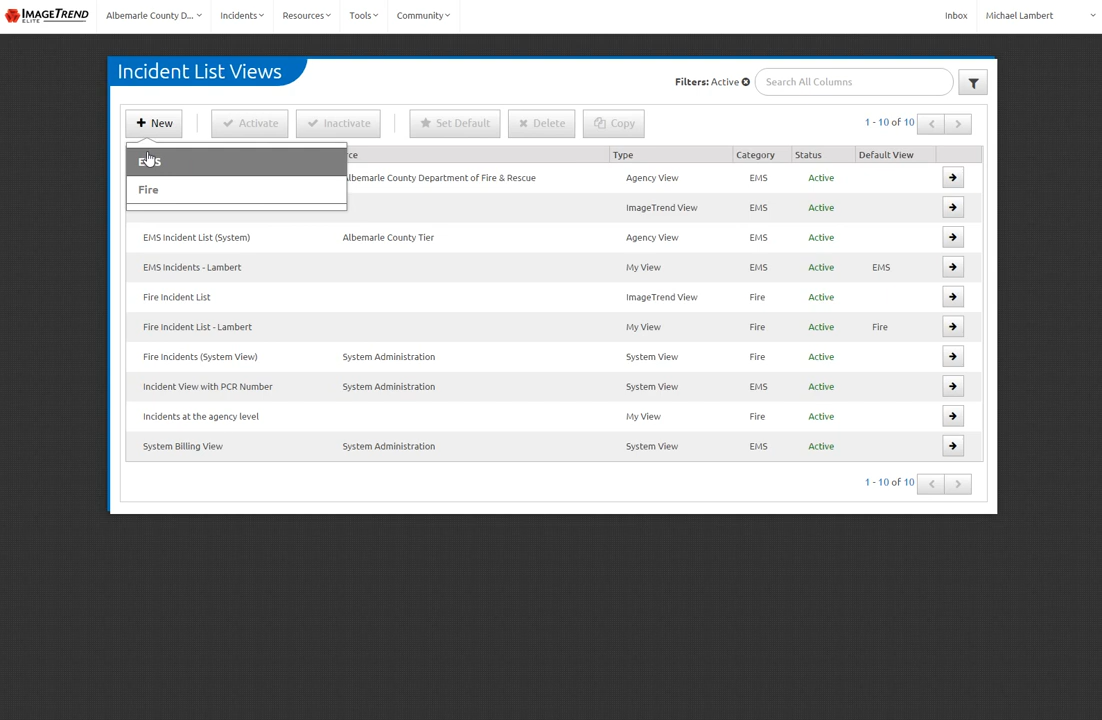 IMAGETREND
ELITE
Albemarle County D...
Incidents
Resources
Tools
Community
Inbox
Michael Lambert
Incident List Views
Filters: Active
Search All Columns
New
Activate
Inactivate
Set Default
Delete
Copy
1 - 10 of 10
EMS
Fire
Type Category Status Default View
Albemarle County Department of Fire & Rescue Agency View EMS Active
ImageTrend View EMS Active
EMS Incident List (System) Albemarle County Tier Agency View EMS Active
EMS Incidents - Lambert My View EMS Active EMS
Fire Incident List ImageTrend View Fire Active
Fire Incident List - Lambert My View Fire Active Fire
Fire Incidents (System View) System Administration System View Fire Active
Incident View with PCR Number System Administration System View EMS Active
Incidents at the agency level My View Fire Active
System Billing View System Administration System View EMS Active
1 - 10 of 10